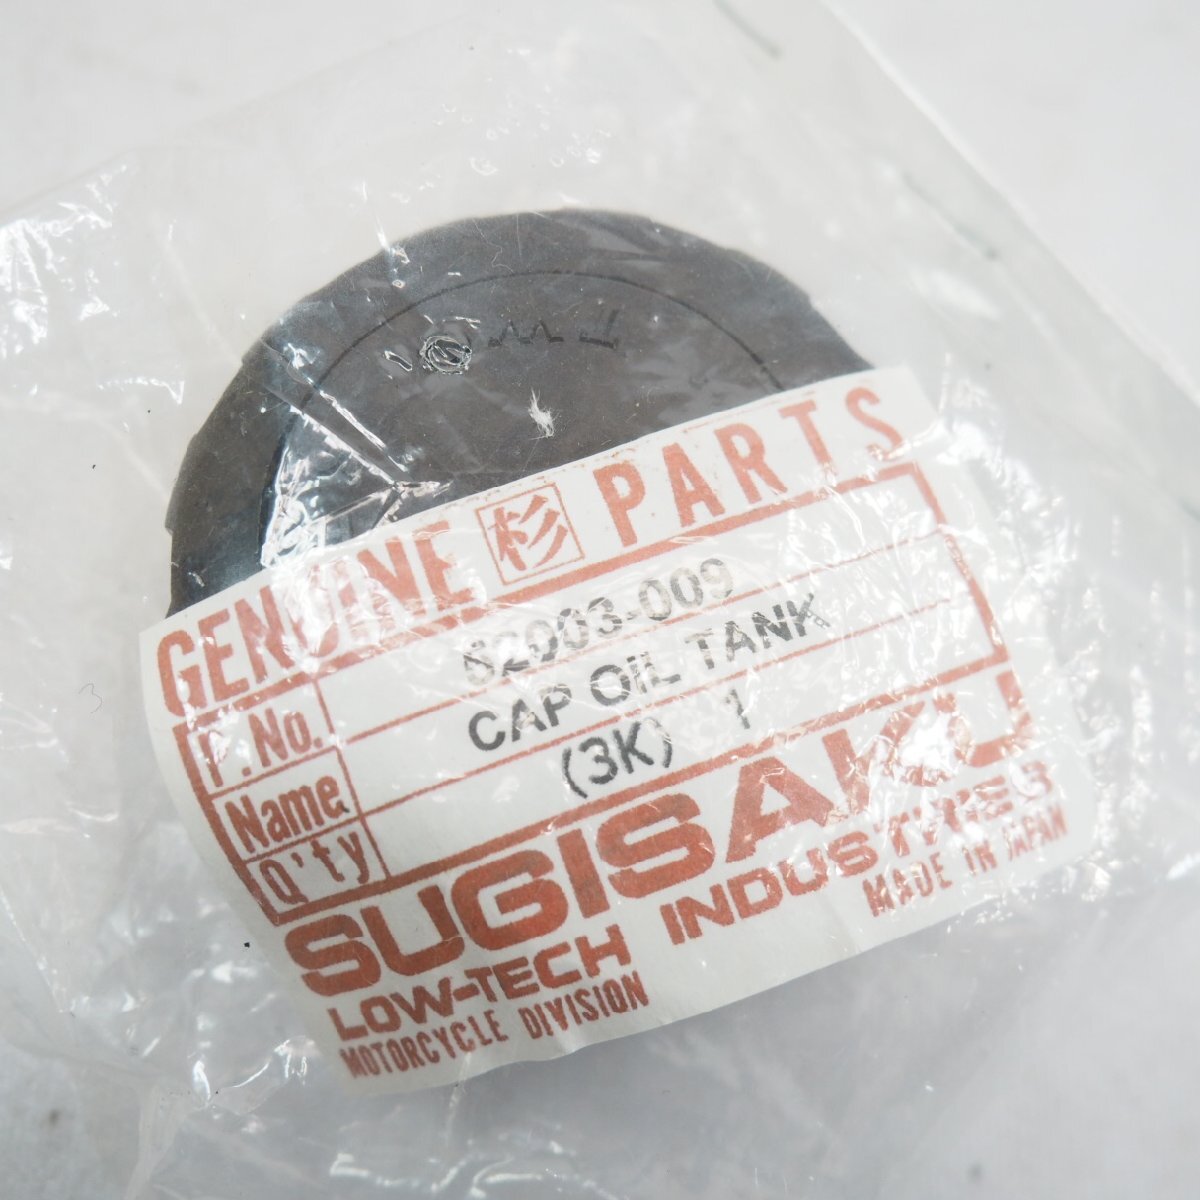 GENUINE 杉 PARTS
P. No. 52003-009
Name CAP OIL TANK
Q'ty (3K) 1
SUGISAKU
LOW-TECH INDUSTRIES
MOTORCYCLE DIVISION MADE IN JAPAN